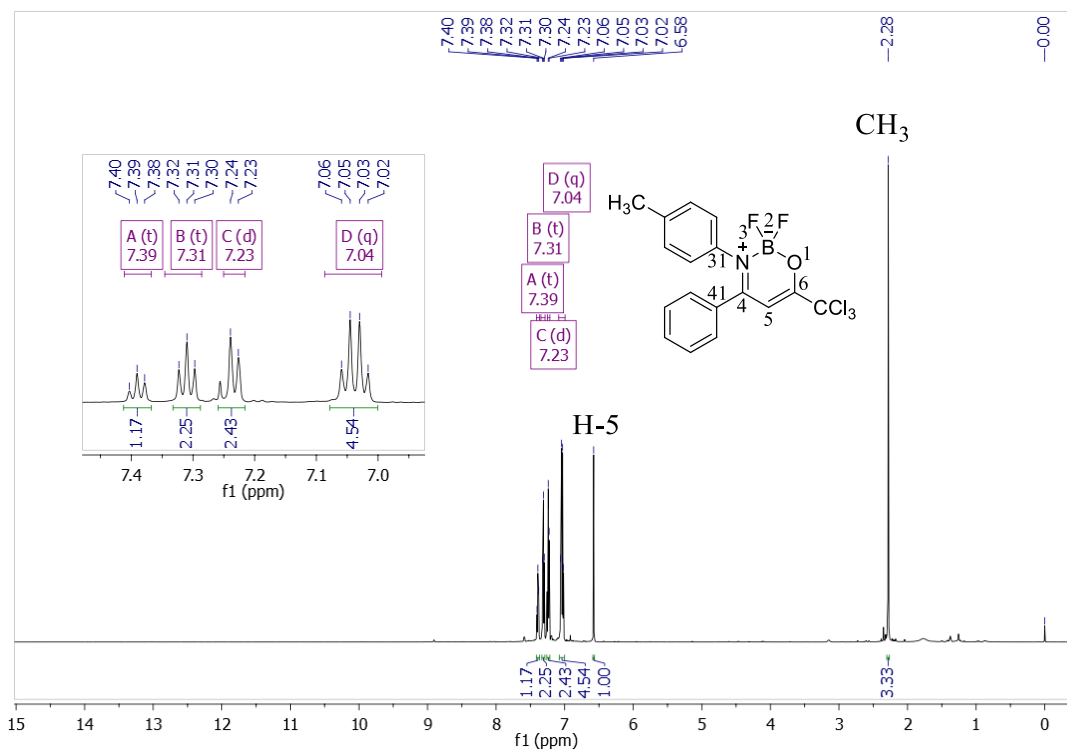 7.40
7.39
7.38
7.32
7.31
7.30
7.24
7.23
7.06
7.05
7.03
7.02
6.58
2.28
0.00
CH3
7.40
7.39
7.38
7.32
7.31
7.30
7.24
7.23
7.06
7.05
7.03
7.02
A (t)
7.39
B (t)
7.31
C (d)
7.23
D (q)
7.04
1.17
2.25
2.43
4.54
7.4 7.3 7.2 7.1 7.0
f1 (ppm)
D (q)
7.04
B (t)
7.31
A (t)
7.39
C (d)
7.23
H3C
F 2 F
3 B −
31 N + O 1
41 4 5 6
CCl3
H-5
1.17
2.25
2.43
4.54
1.00
3.33
15 14 13 12 11 10 9 8 7 6 5 4 3 2 1 0
f1 (ppm)